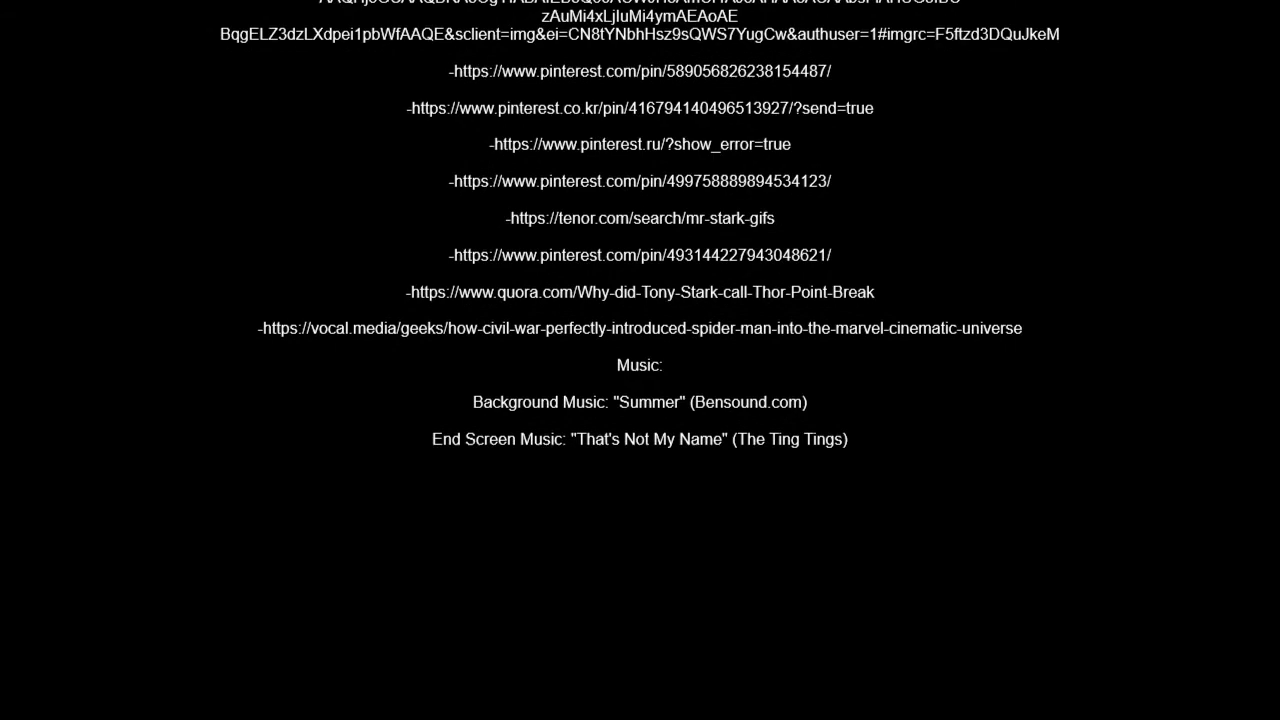 zAuMi4xLjIuMi4ymAEAoAE
BqgELZ3dzLXdpei1pbWfAAQE&sclient=img&ei=CN8tYNbhHsz9sQWS7YugCw&authuser=1#imgrc=F5ftzd3DQuJkeM
-https://www.pinterest.com/pin/589056826238154487/
-https://www.pinterest.co.kr/pin/416794140496513927/?send=true
-https://www.pinterest.ru/?show_error=true
-https://www.pinterest.com/pin/499758889894534123/
-https://tenor.com/search/mr-stark-gifs
-https://www.pinterest.com/pin/493144227943048621/
-https://www.quora.com/Why-did-Tony-Stark-call-Thor-Point-Break
-https://vocal.media/geeks/how-civil-war-perfectly-introduced-spider-man-into-the-marvel-cinematic-universe
Music:
Background Music: "Summer" (Bensound.com)
End Screen Music: "That's Not My Name" (The Ting Tings)